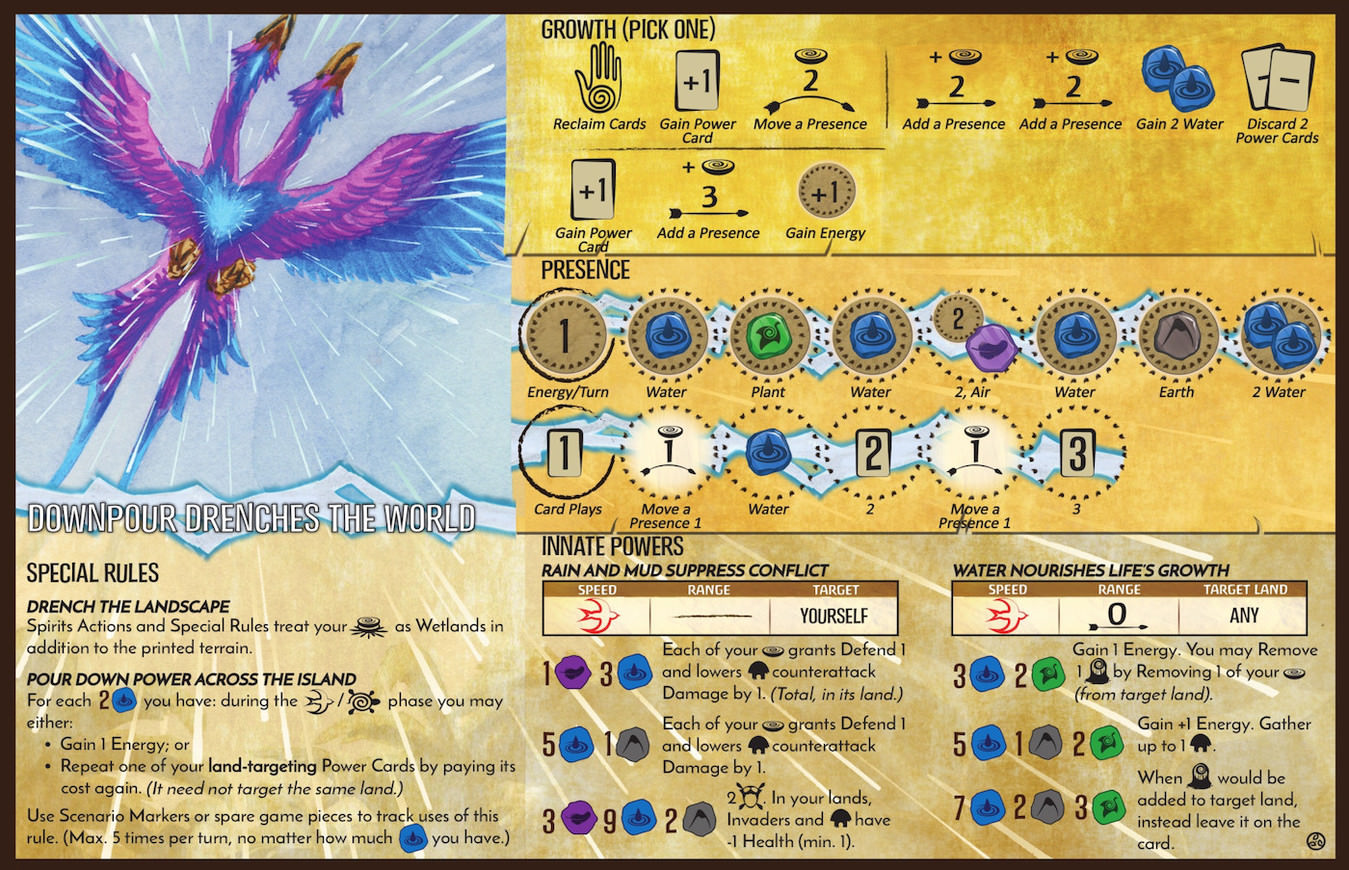 DOWNPOUR DRENCHES THE WORLD
SPECIAL RULES
DRENCH THE LANDSCAPE
Spirits Actions and Special Rules treat your as Wetlands in
addition to the printed terrain.
POUR DOWN POWER ACROSS THE ISLAND
For each 2 you have: during the / phase you may
either:
• Gain 1 Energy; or
• Repeat one of your land-targeting Power Cards by paying its
cost again. (It need not target the same land.)
Use Scenario Markers or spare game pieces to track uses of this
rule. (Max. 5 times per turn, no matter how much you have.)
GROWTH (PICK ONE)
+1 2 + 2 + 2 − −
Reclaim Cards Gain Power Move a Presence Add a Presence Add a Presence Gain 2 Water Discard 2
Card Power Cards
+1 + 3 +1
Gain Power Add a Presence Gain Energy
Card
PRESENCE
1 2
Energy/Turn Water Plant Water 2, Air Water Earth 2 Water
1 1 2 1 3
Card Plays Move a Water 2 Move a 3
Presence 1 Presence 1
INNATE POWERS
RAIN AND MUD SUPPRESS CONFLICT
SPEED RANGE TARGET
YOURSELF
1 3 Each of your grants Defend 1
and lowers counterattack
Damage by 1. (Total, in its land.)
5 1 Each of your grants Defend 1
and lowers counterattack
Damage by 1.
3 9 2 2 . In your lands,
Invaders and have
-1 Health (min. 1).
WATER NOURISHES LIFE'S GROWTH
SPEED RANGE TARGET LAND
0 ANY
3 2 Gain 1 Energy. You may Remove
1 by Removing 1 of your
(from target land).
5 1 2 Gain +1 Energy. Gather
up to 1 .
7 2 3 When would be
added to target land,
instead leave it on the
card.